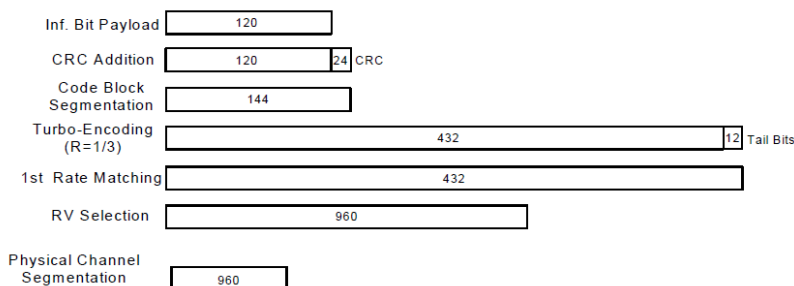 Inf. Bit Payload 120
CRC Addition 120 24 CRC
Code Block
Segmentation 144
Turbo-Encoding
(R=1/3) 432 12 Tail Bits
1st Rate Matching 432
RV Selection 960
Physical Channel
Segmentation 960